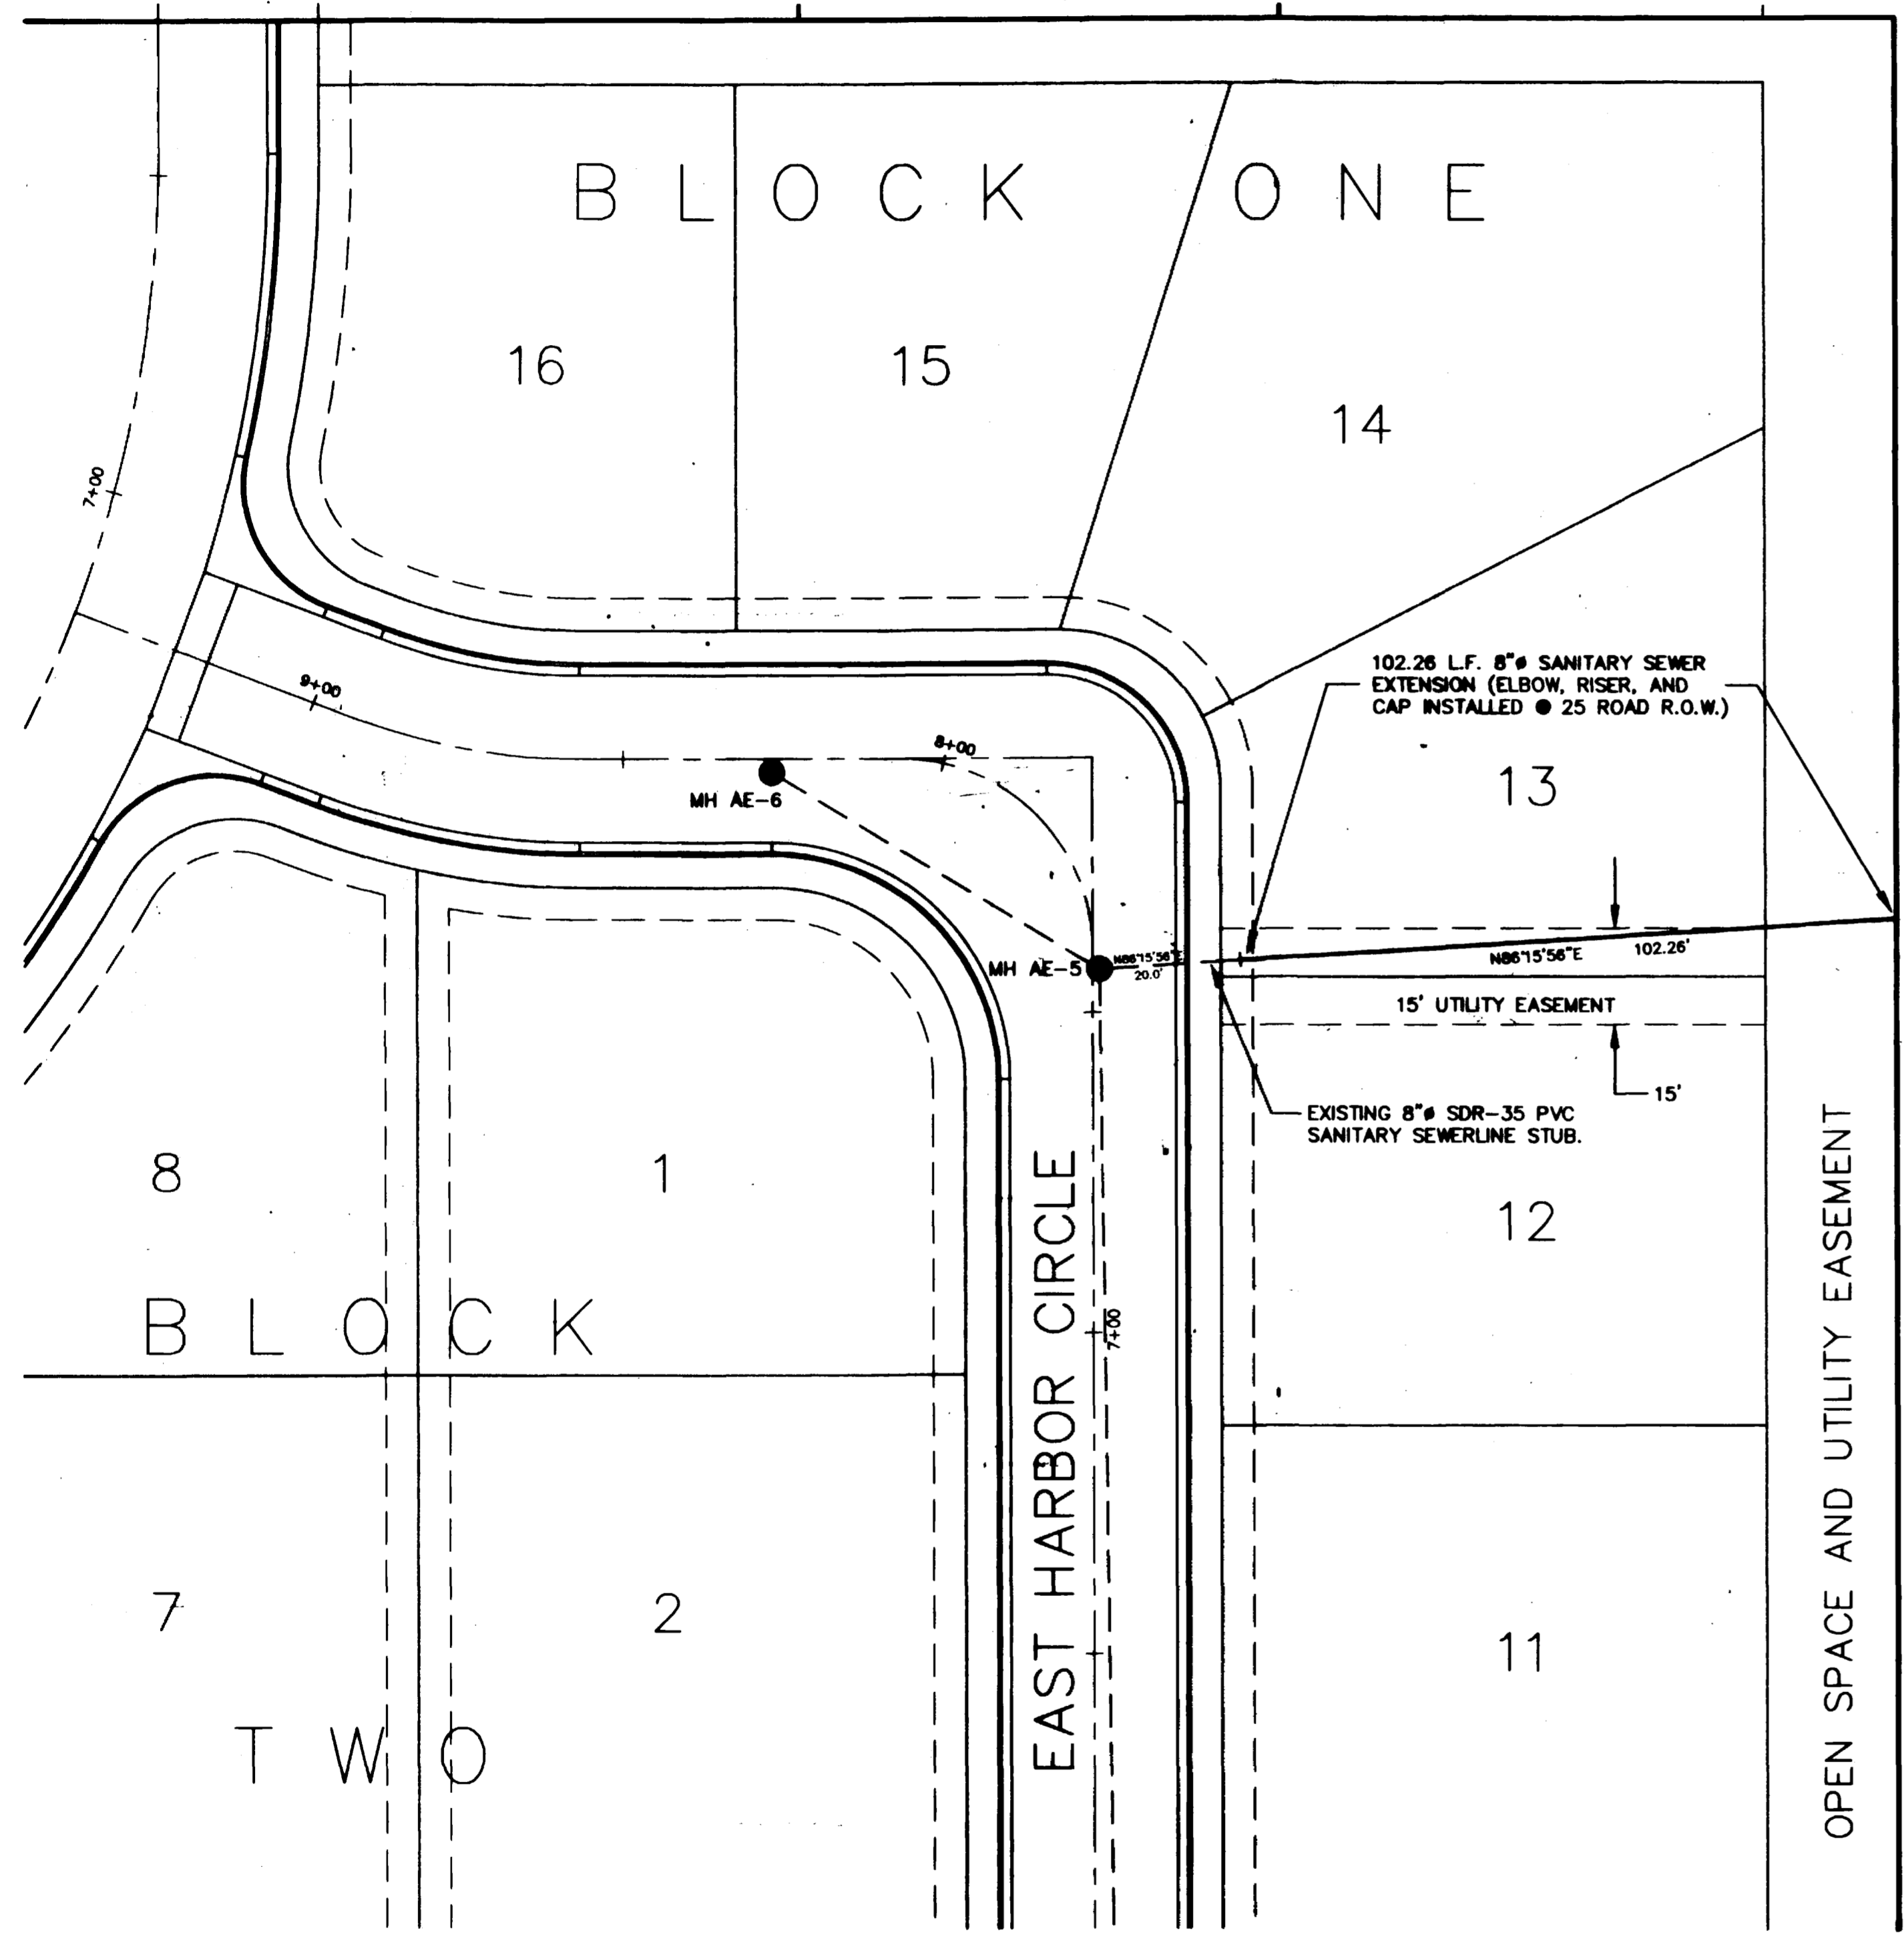 BLOCK ONE
16
15
14
7+00
9+00
102.26 L.F. 8"ø SANITARY SEWER
EXTENSION (ELBOW, RISER, AND
CAP INSTALLED @ 25 ROAD R.O.W.)
8+00
13
MH AE-6
MH AE-5
N86°15'56"E
20.0'
N86°15'56"E
102.26'
15' UTILITY EASEMENT
15'
EXISTING 8"ø SDR-35 PVC
SANITARY SEWERLINE STUB.
8
1
12
BLOCK
7+00
EAST HARBOR CIRCLE
OPEN SPACE AND UTILITY EASEMENT
7
2
11
TWO